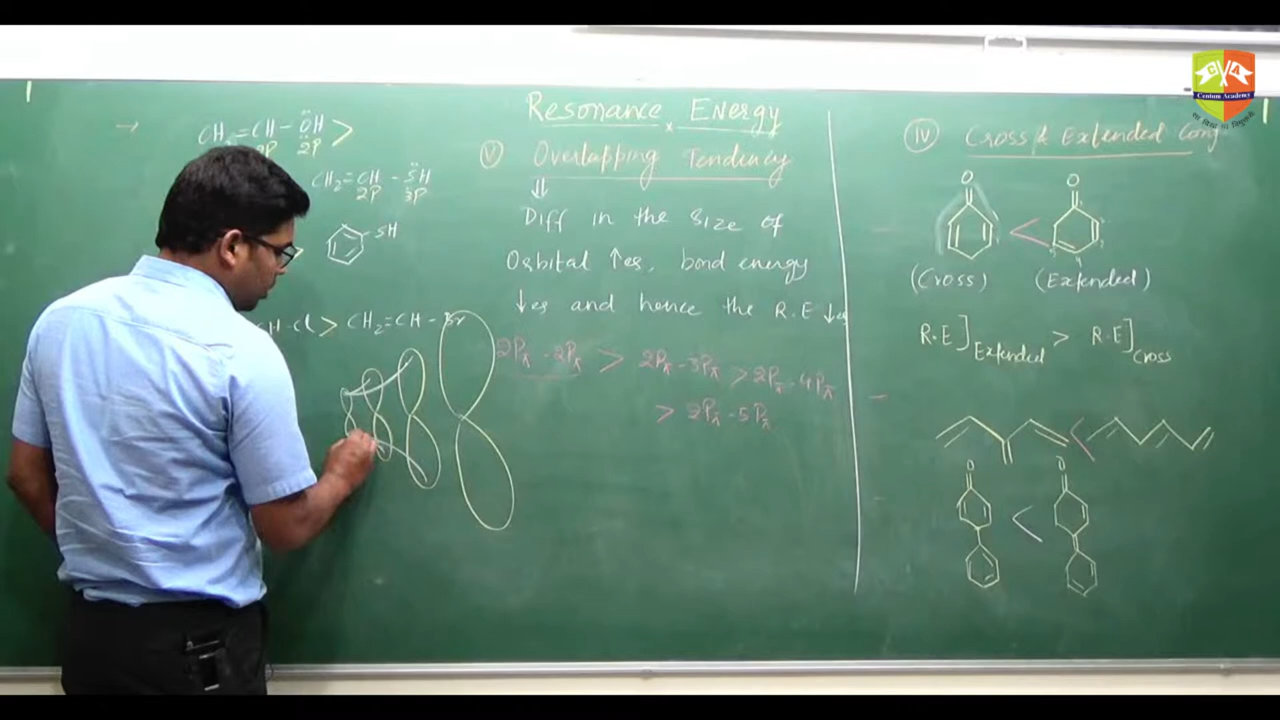 Resonance Energy
→ CH₂=CH-ÖH >
2P 2P
CH₂=CH-S̈H
2P 3P
SH
CH-Cl > CH₂=CH-Br
(V) Overlapping Tendency
⇓
Diff in the size of
Orbital ↑es, bond energy
↓es and hence the R.E ↓es
2Pπ-2Pπ > 2Pπ-3Pπ > 2Pπ-4Pπ
> 2Pπ-5Pπ
(IV) Cross & Extended Conj
O O
<
(Cross) (Extended)
R.E]Extended > R.E]Cross
<
O O
<
Centum Academy